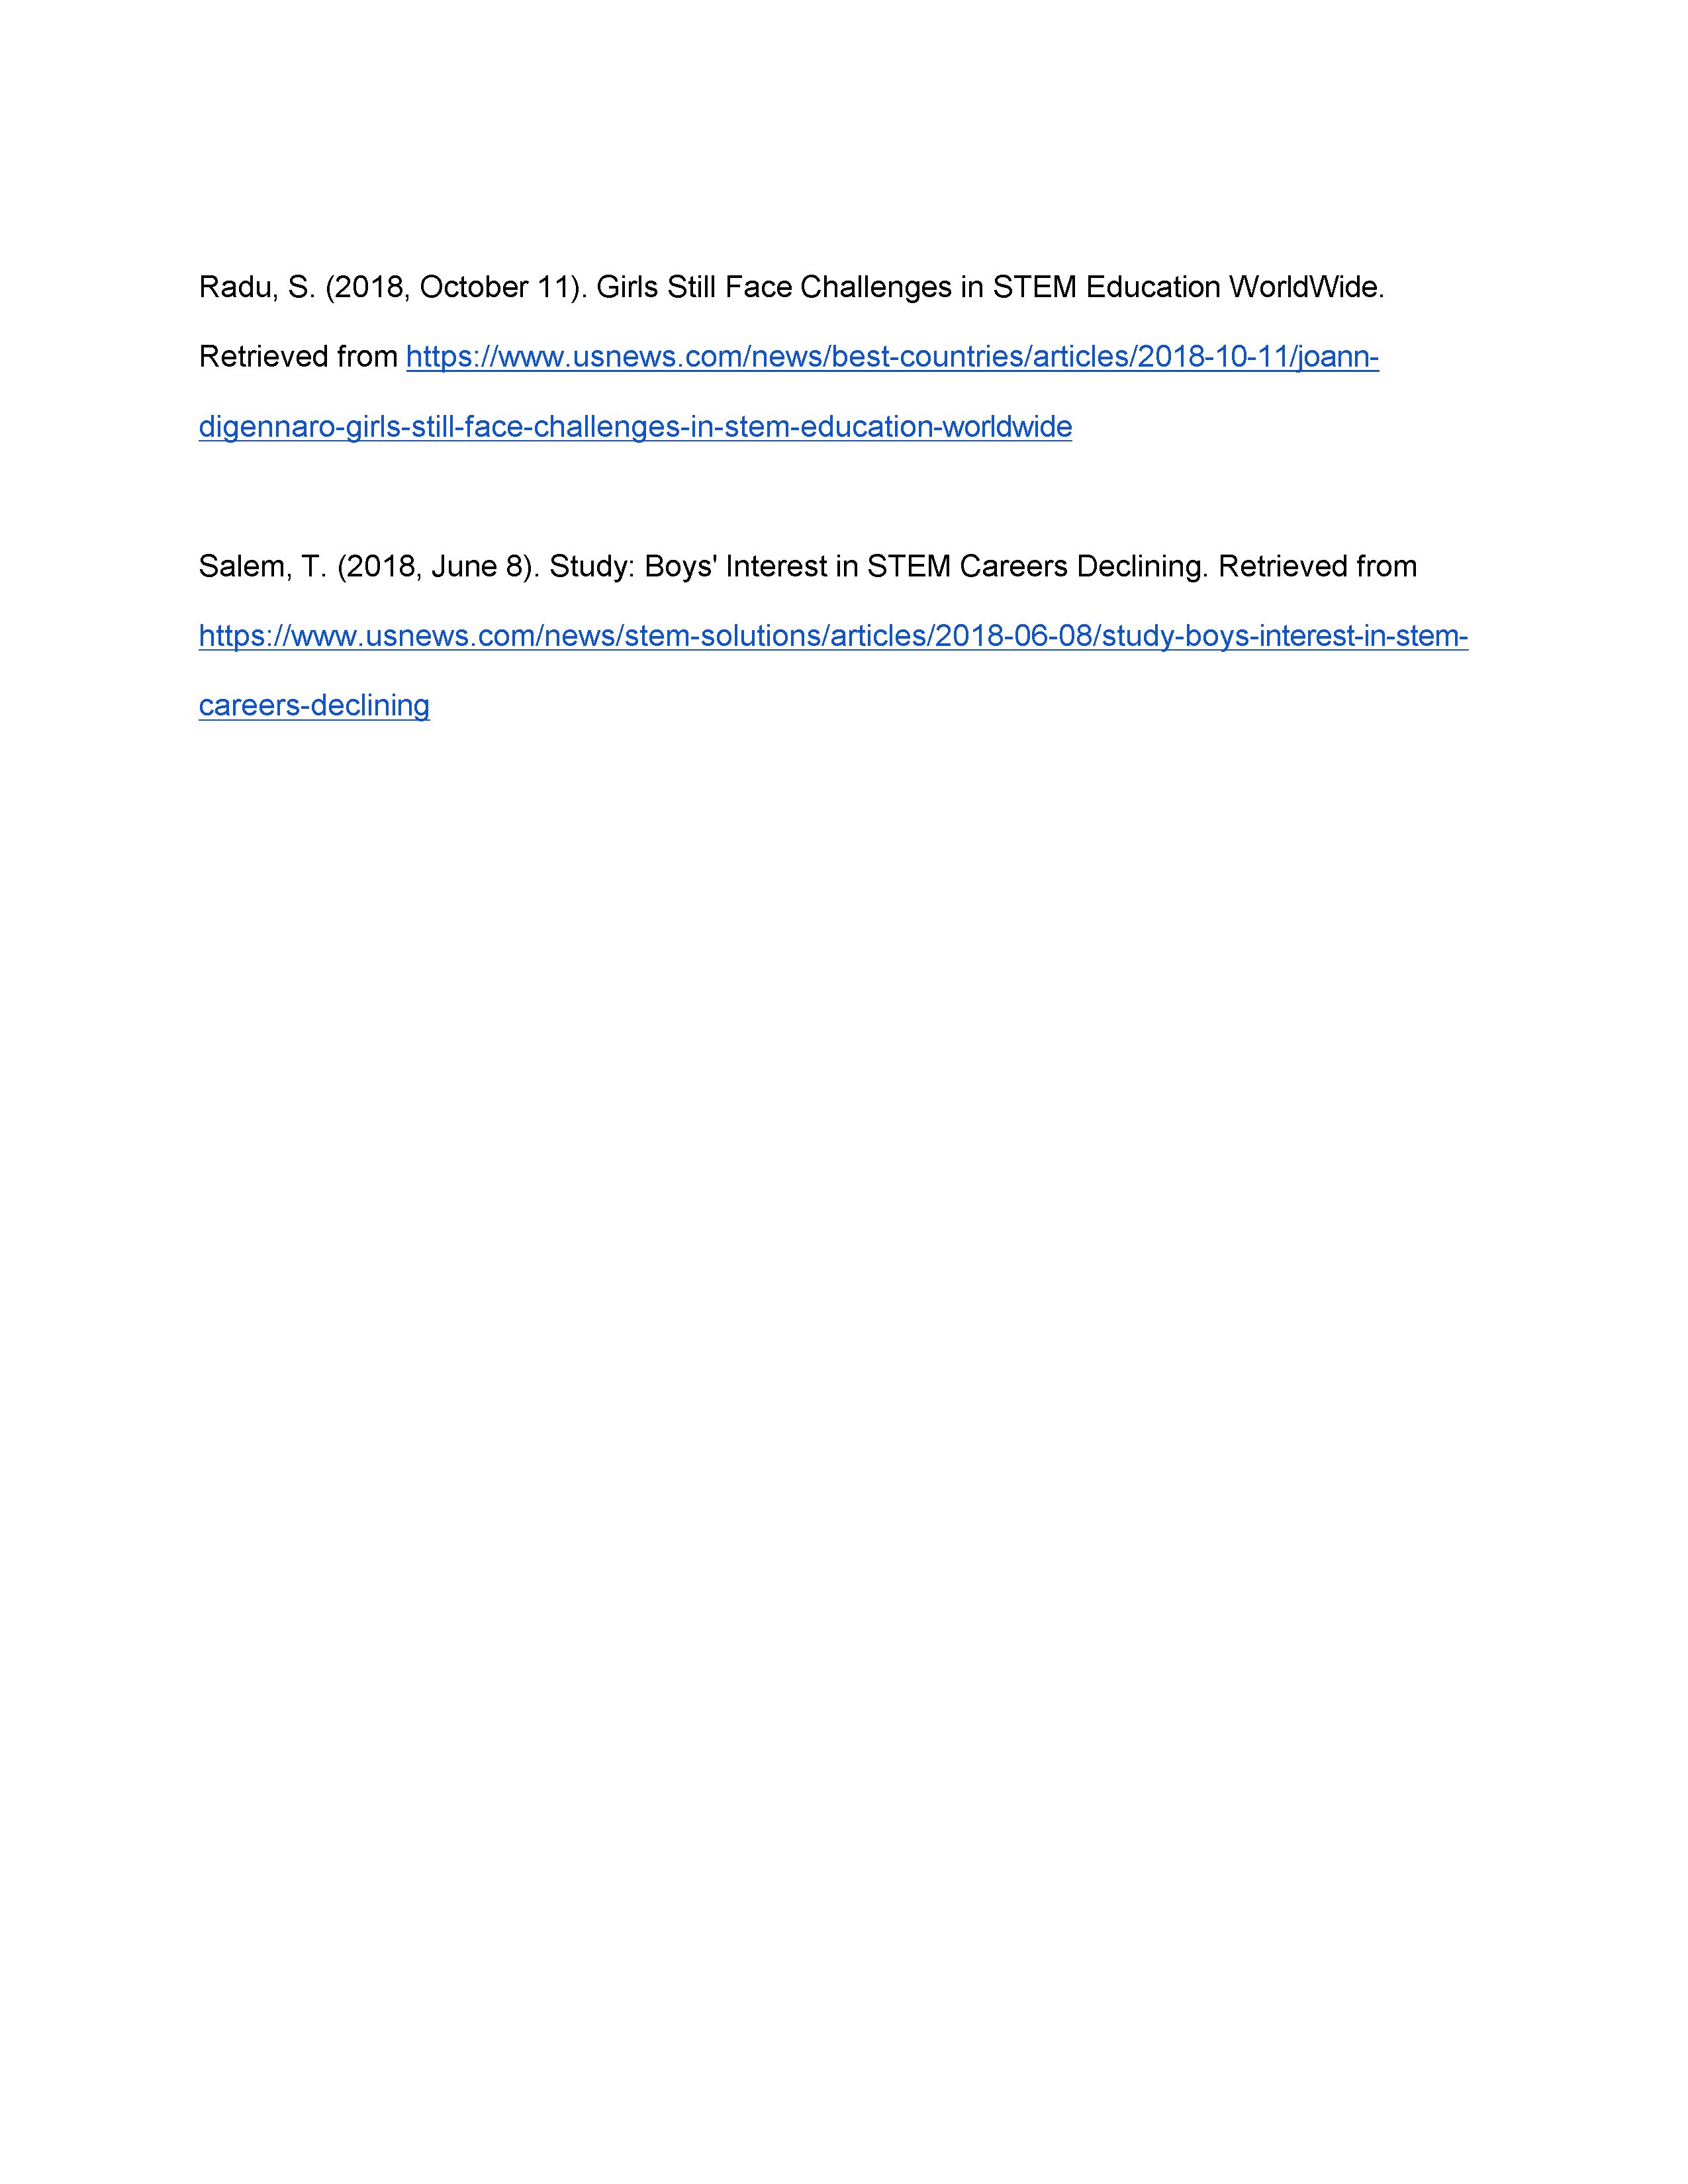 Radu, S. (2018, October 11). Girls Still Face Challenges in STEM Education WorldWide.
Retrieved from https://www.usnews.com/news/best-countries/articles/2018-10-11/joann-
digennaro-girls-still-face-challenges-in-stem-education-worldwide
Salem, T. (2018, June 8). Study: Boys' Interest in STEM Careers Declining. Retrieved from
https://www.usnews.com/news/stem-solutions/articles/2018-06-08/study-boys-interest-in-stem-
careers-declining